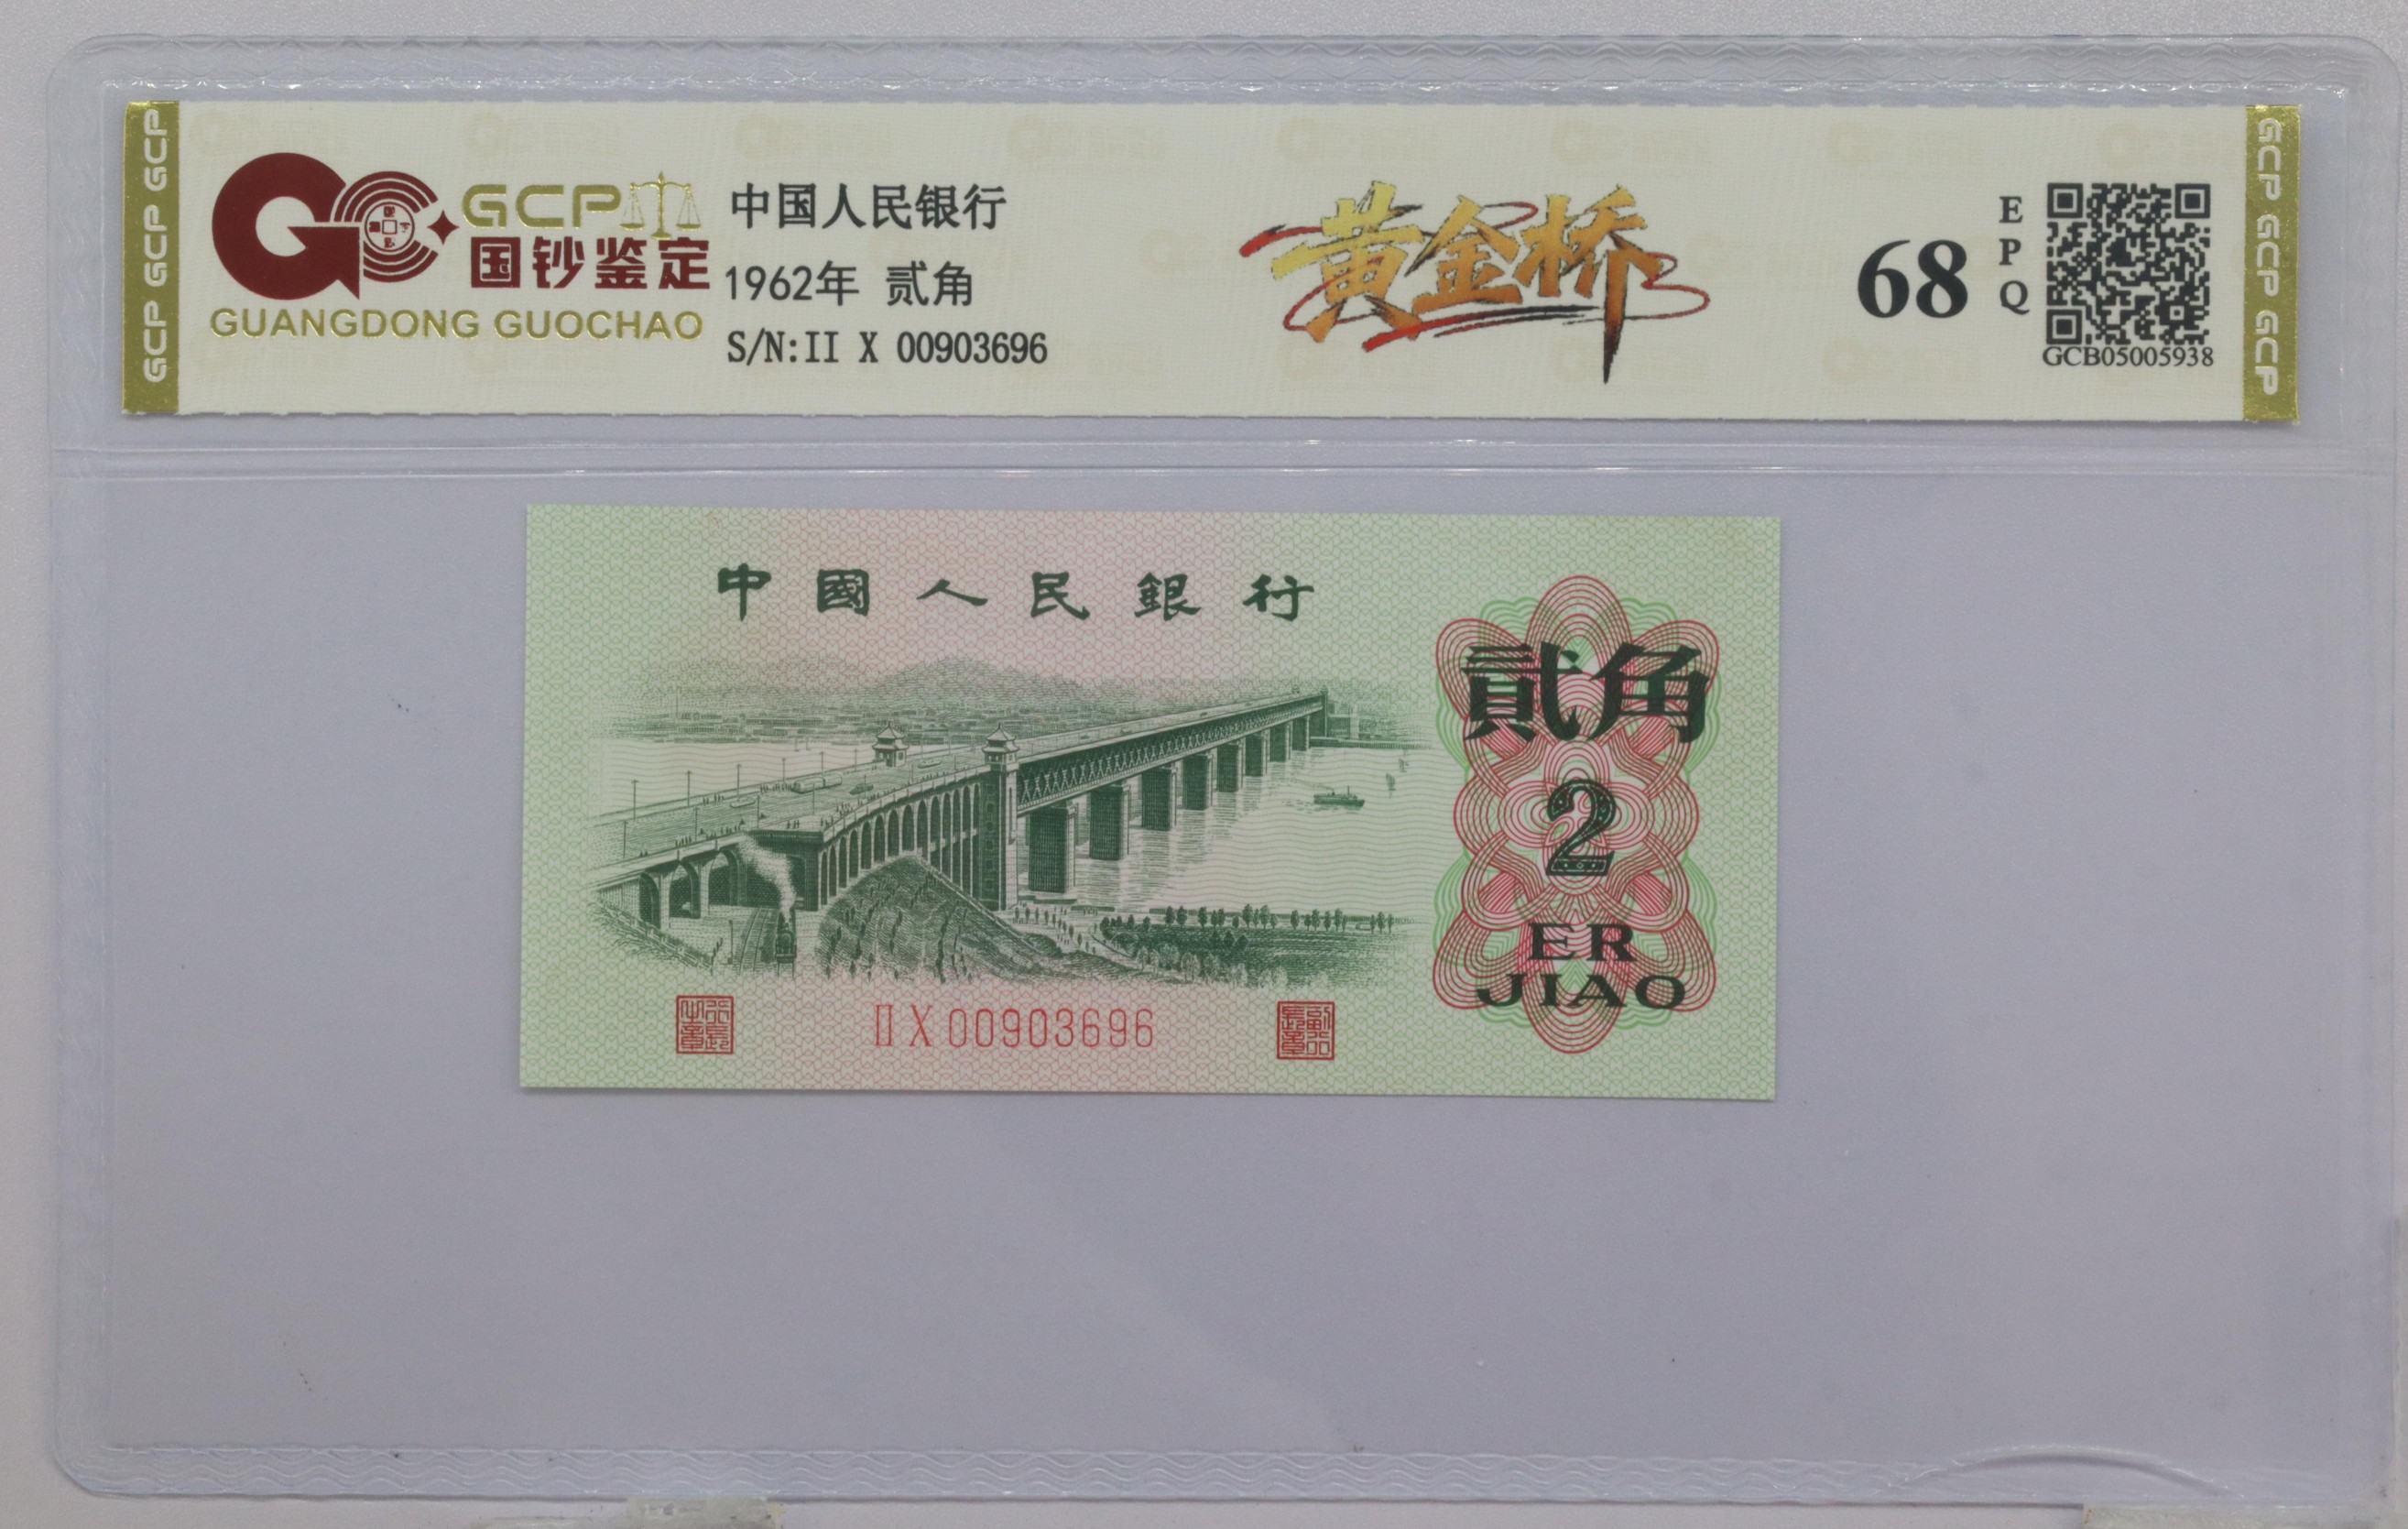 GCP GCP GCP
GCP
国钞鉴定
GUANGDONG GUOCHAO
中国人民银行
1962年 贰角
S/N:II X 00903696
黄金桥
68
EPQ
GCB05005938
GCP GCP GCP
中國人民銀行
貳角
2
ER
JIAO
II X 00903696